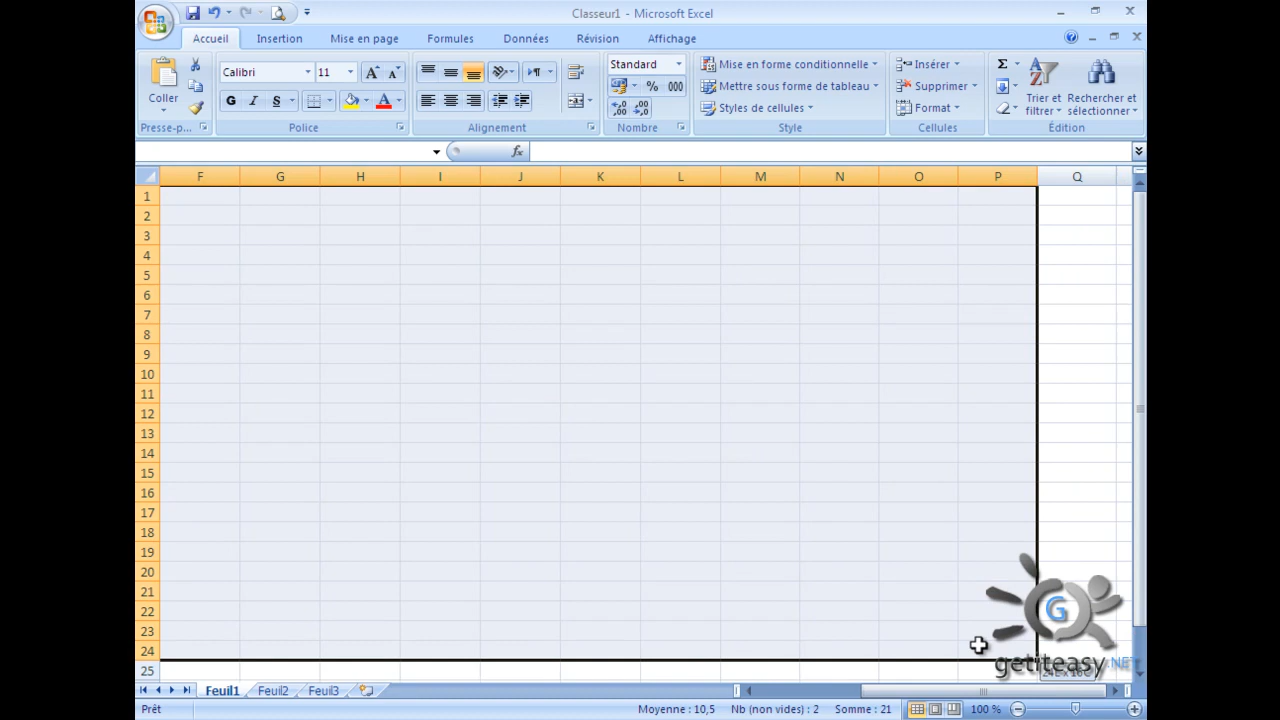 Classeur1 - Microsoft Excel
Accueil Insertion Mise en page Formules Données Révision Affichage
Calibri 11 Standard Mise en forme conditionnelle Insérer Σ
Coller G I S A % 000 Mettre sous forme de tableau Supprimer Trier et filtrer Rechercher et sélectionner
Styles de cellules Format
Presse-p... Police Alignement Nombre Style Cellules Édition
fx
F G H I J K L M N O P Q
1
2
3
4
5
6
7
8
9
10
11
12
13
14
15
16
17
18
19
20
21
22
23
24
25
G
getiteasy.NET
Feuil1 Feuil2 Feuil3
Prêt Moyenne : 10,5 Nb (non vides) : 2 Somme : 21 100 %